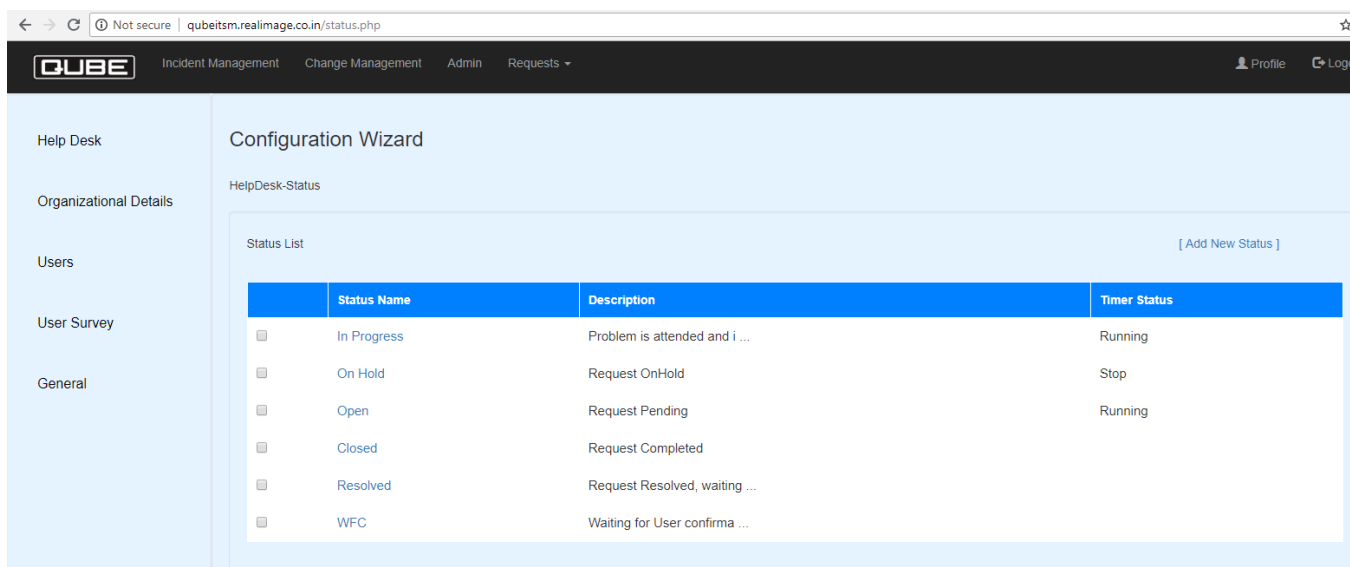 Not secure | qubeitsm.realimage.co.in/status.php
QUBE Incident Management Change Management Admin Requests Profile Logo
Help Desk
Organizational Details
Users
User Survey
General
Configuration Wizard
HelpDesk-Status
Status List [ Add New Status ]
Status Name Description Timer Status
In Progress Problem is attended and i ... Running
On Hold Request OnHold Stop
Open Request Pending Running
Closed Request Completed
Resolved Request Resolved, waiting ...
WFC Waiting for User confirma ...